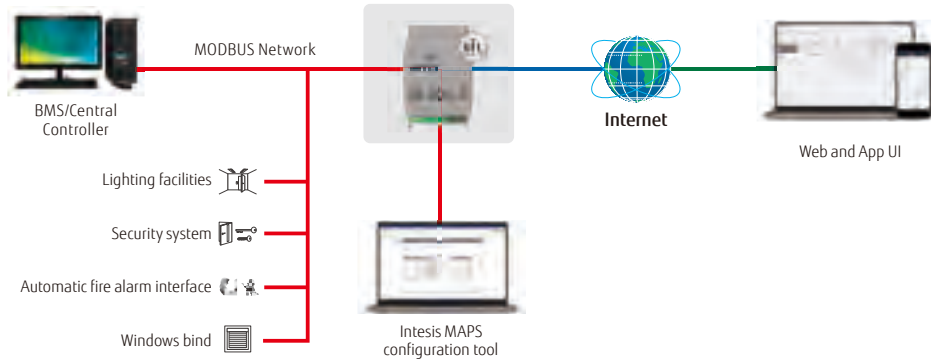 MODBUS Network
BMS/Central
Controller
Internet
Web and App UI
Lighting facilities
Security system
Automatic fire alarm interface
Windows bind
Intesis MAPS
configuration tool